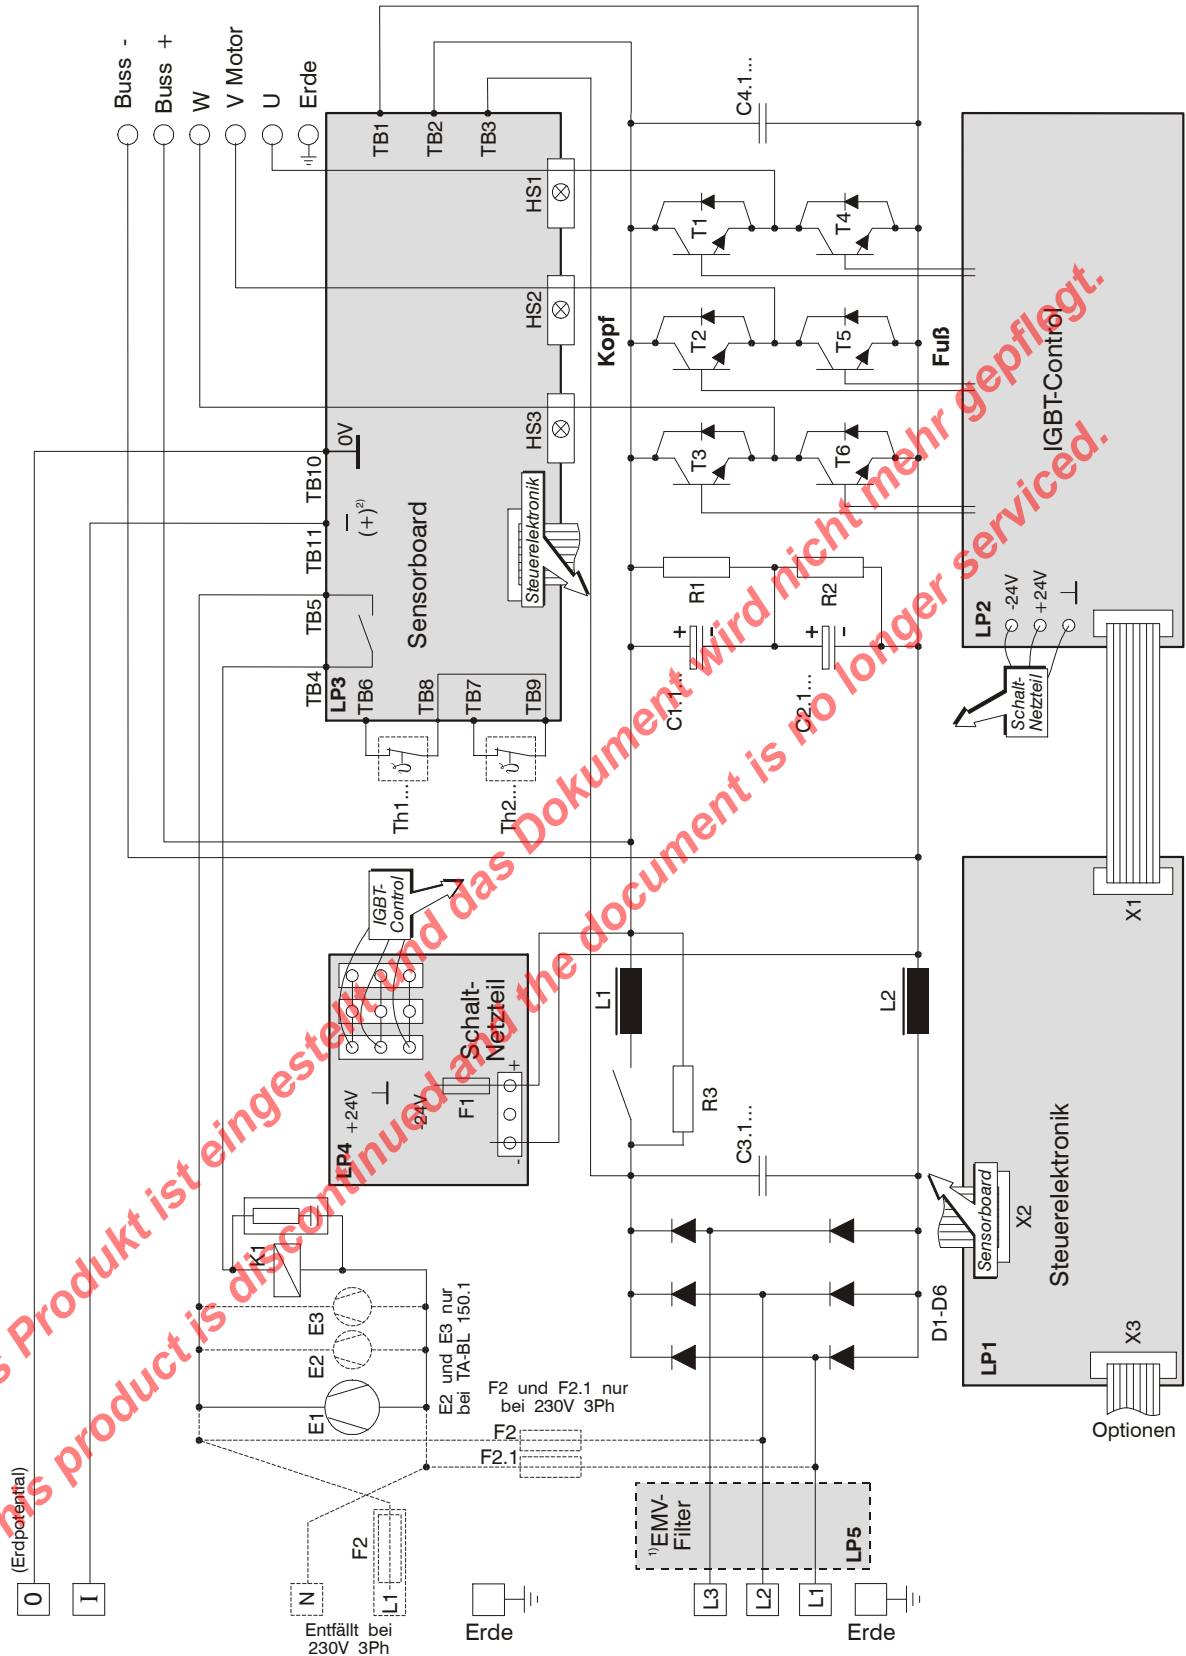 Buss -
Buss +
W
V Motor
U
Erde
TB1
TB2
TB3
C4.1...
HS1
HS2
HS3
T1
T4
T2
T5
T3
T6
Kopf
Fuß
0V
TB10
TB11
(+)²⁾
TB5
TB4
LP3
TB6
TB8
TB7
TB9
Sensorboard
Steuerelektronik
IGBT-Control
LP2
-24V
+24V
Schalt-
Netzteil
R1
R2
C1.1...
+
-
C2.1...
+
-
Th1...
Th2...
IGBT-
Control
Schalt-
Netzteil
LP4
+24V
-24V
F1
+
-
L1
L2
R3
C3.1...
X1
Steuerelektronik
Sensorboard
X2
LP1
X3
Optionen
D1-D6
K1
E3
E2
E1
E2 und E3 nur
bei TA-BL 150.1
F2 und F2.1 nur
bei 230V 3Ph
F2
F2.1
(Erdpotential)
0
I
N
L1
F2
Entfällt bei
230V 3Ph
Erde
¹⁾EMV-
Filter
LP5
L3
L2
L1
Erde
s Produkt ist eingestellt und das Dokument wird nicht mehr gepflegt.
his product is discontinued and the document is no longer serviced.